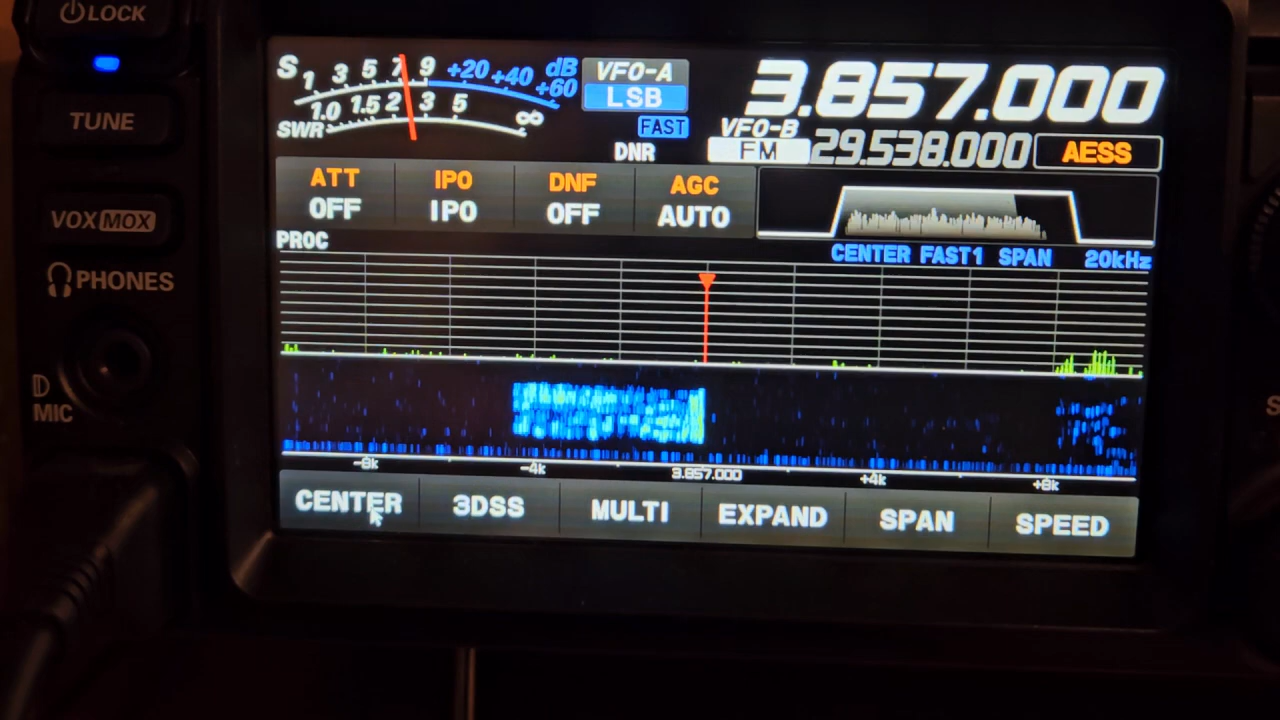 LOCK
S 1 3 5 7 9 +20 +40 +60 dB
1.0 1.5 2 3 5 ∞
SWR
VFO-A
LSB
FAST
DNR
3.857.000
VFO-B
FM
29.538.000
AESS
TUNE
ATT IPO DNF AGC
OFF IPO OFF AUTO
VOX MOX
PROC
CENTER FAST1 SPAN 20kHz
PHONES
D
MIC
S
-8k -4k 3.857.000 +4k +8k
CENTER 3DSS MULTI EXPAND SPAN SPEED